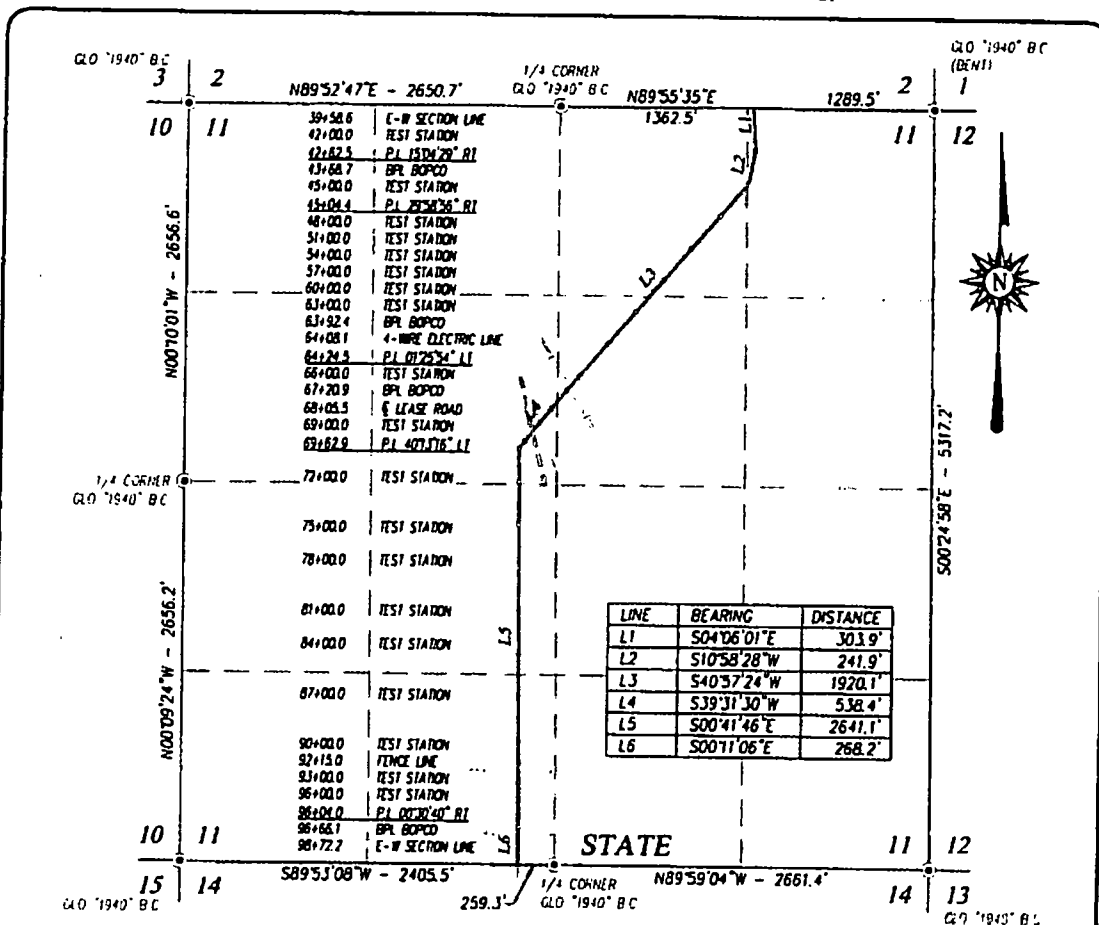 GLO "1940" B.C
3 2
1/4 CORNER
GLO "1940" B.C
GLO "1940" B.C
(BENT)
2 1
N89°52'47"E - 2650.7'
N89°55'35"E
1362.5'
1289.5'
10 11
11 12
39+58.6 E-W SECTION LINE
42+00.0 TEST STATION
42+62.5 P.I. 15°04'29" RT
43+68.7 BPL BOPCO
45+00.0 TEST STATION
45+04.4 P.I. 29°58'56" RT
48+00.0 TEST STATION
51+00.0 TEST STATION
54+00.0 TEST STATION
57+00.0 TEST STATION
60+00.0 TEST STATION
63+00.0 TEST STATION
63+92.4 BPL BOPCO
64+08.1 4-WIRE ELECTRIC LINE
64+24.5 P.I. 01°25'54" LT
66+00.0 TEST STATION
67+20.9 BPL BOPCO
68+05.5 ℄ LEASE ROAD
69+00.0 TEST STATION
69+62.9 P.I. 40°13'16" LT
72+00.0 TEST STATION
75+00.0 TEST STATION
78+00.0 TEST STATION
81+00.0 TEST STATION
84+00.0 TEST STATION
87+00.0 TEST STATION
90+00.0 TEST STATION
92+15.0 FENCE LINE
93+00.0 TEST STATION
96+00.0 TEST STATION
96+04.0 P.I. 00°30'40" RT
96+66.1 BPL BOPCO
98+72.2 E-W SECTION LINE
N00°10'01"W - 2656.6'
1/4 CORNER
GLO "1940" B.C
N00°09'24"W - 2656.2'
L1
L2
L3
L4
L5
L6
N
S00°24'58"E - 5317.2'
LINE BEARING DISTANCE
L1 S04°06'01"E 303.9'
L2 S10°58'28"W 241.9'
L3 S40°57'24"W 1920.1'
L4 S39°31'30"W 538.4'
L5 S00°41'46"E 2641.1'
L6 S00°11'06"E 268.2'
STATE
10 11
11 12
S89°53'08"W - 2405.5'
259.3'
1/4 CORNER
GLO "1940" B.C
N89°59'04"W - 2661.4'
15 14
14 13
GLO "1940" B.C
GLO "1940" B.C